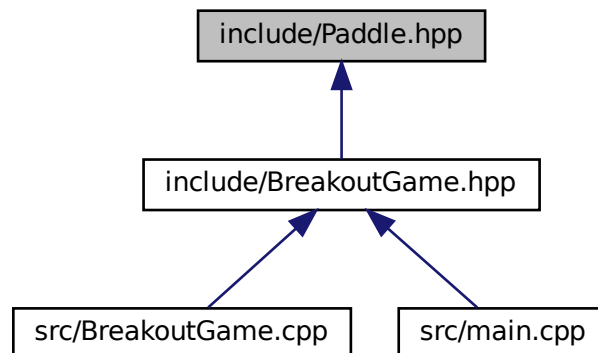 include/Paddle.hpp
include/BreakoutGame.hpp
src/BreakoutGame.cpp
src/main.cpp